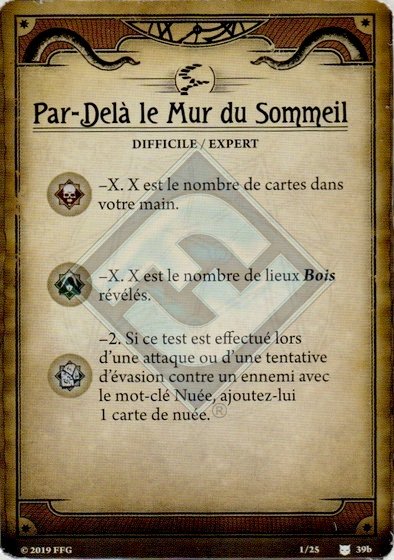 Par-Delà le Mur du Sommeil
DIFFICILE / EXPERT
–X. X est le nombre de cartes dans
votre main.
–X. X est le nombre de lieux Bois
révélés.
–2. Si ce test est effectué lors
d'une attaque ou d'une tentative
d'évasion contre un ennemi avec
le mot-clé Nuée, ajoutez-lui
1 carte de nuée.
®
© 2019 FFG
1/25
39b